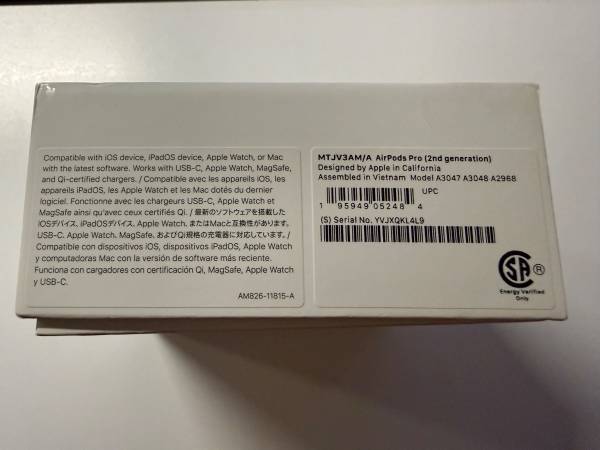 Compatible with iOS device, iPadOS device, Apple Watch, or Mac
with the latest software. Works with USB-C, Apple Watch, MagSafe,
and Qi-certified chargers. / Compatible avec les appareils iOS, les
appareils iPadOS, les Apple Watch et les Mac dotés du dernier
logiciel. Fonctionne avec les chargeurs USB-C, Apple Watch et
MagSafe ainsi qu'avec ceux certifiés Qi. / 最新のソフトウェアを搭載した
iOSデバイス、iPadOSデバイス、Apple Watch、またはMacと互換性があります。
USB-C、Apple Watch、MagSafe、およびQi規格の充電器に対応しています。 /
Compatible con dispositivos iOS, dispositivos iPadOS, Apple Watch
y computadoras Mac con la versión de software más reciente.
Funciona con cargadores con certificación Qi, MagSafe, Apple Watch
y USB-C.
AM826-11815-A
MTJV3AM/A AirPods Pro (2nd generation)
Designed by Apple in California
Assembled in Vietnam Model A3047 A3048 A2968
UPC
1 95949 05248 4
(S) Serial No. YVJXQKL4L9
CSA ®
Energy Verified
Only